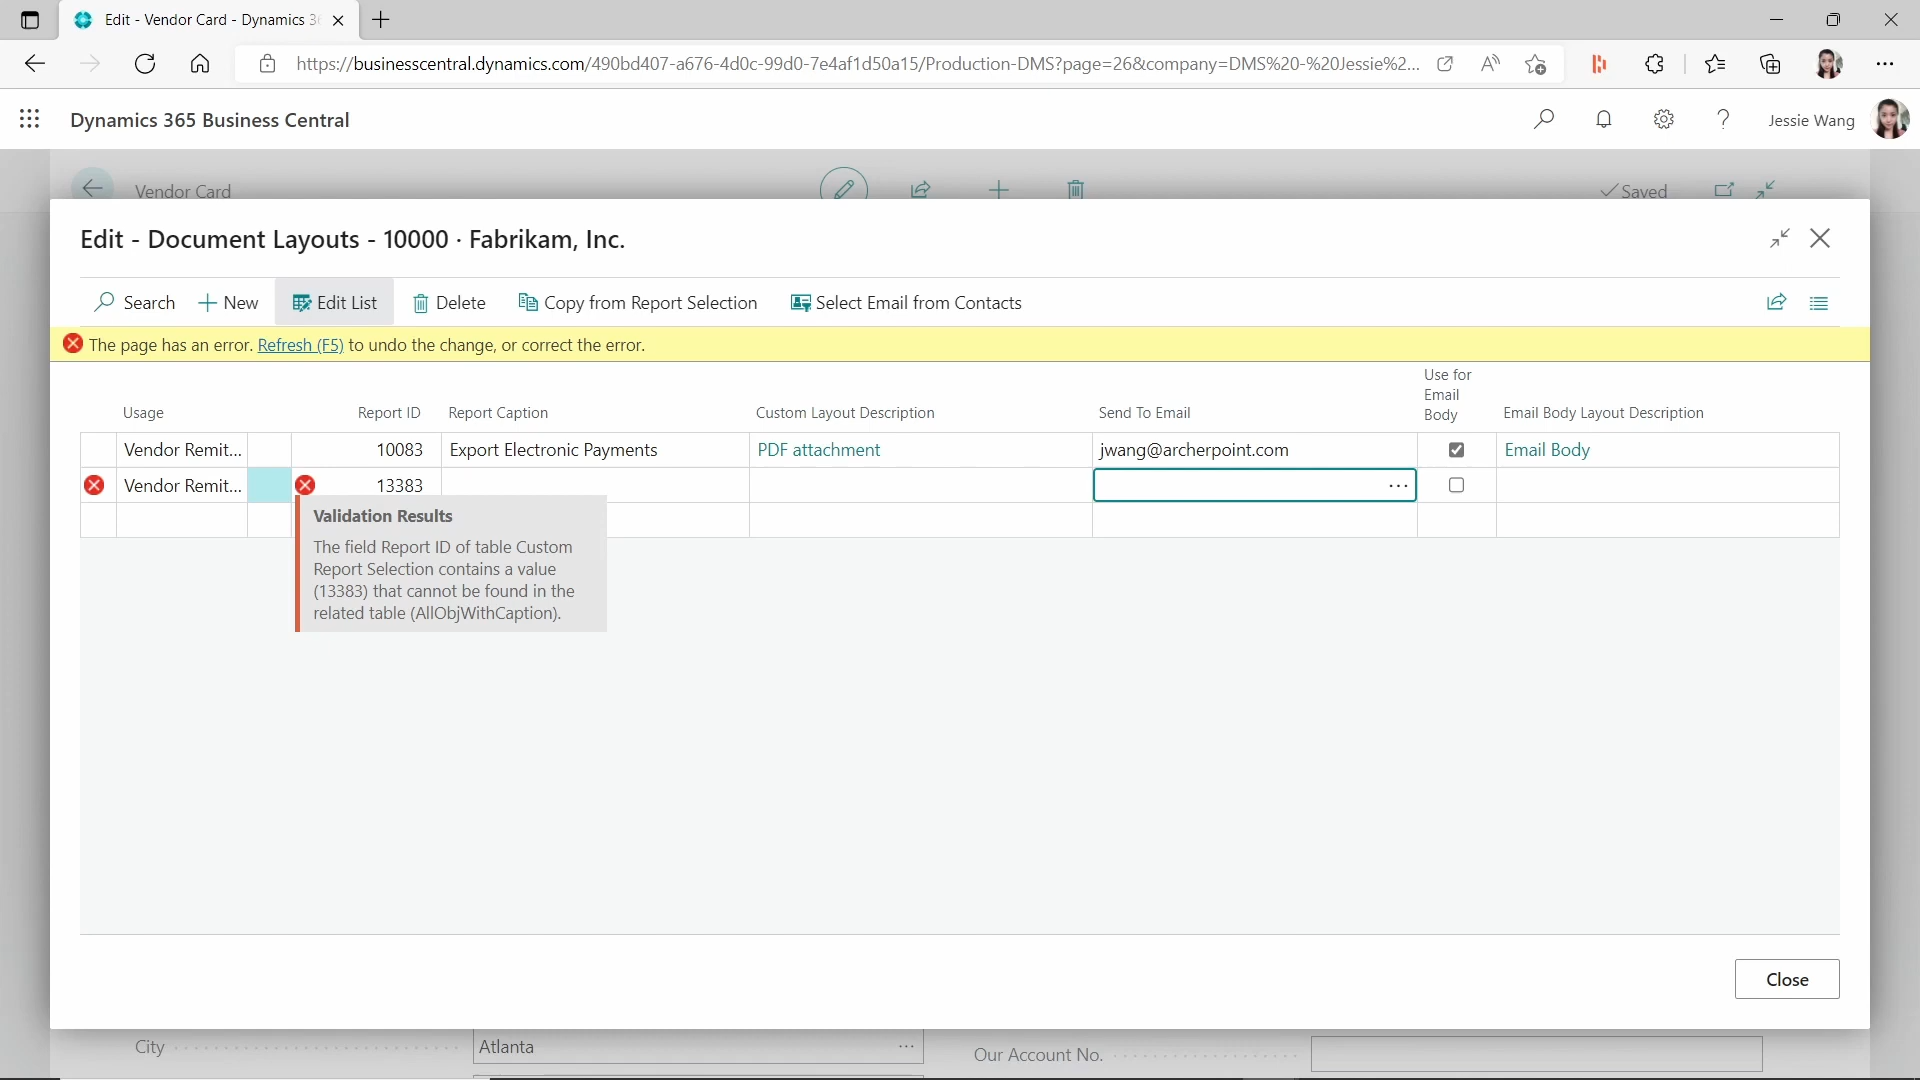 Edit - Vendor Card - Dynamics 36
https://businesscentral.dynamics.com/490bd407-a676-4d0c-99d0-7e4af1d50a15/Production-DMS?page=26&company=DMS%20-%20Jessie%2...
Dynamics 365 Business Central
Jessie Wang
Vendor Card
Saved
Edit - Document Layouts - 10000 · Fabrikam, Inc.
Search
New
Edit List
Delete
Copy from Report Selection
Select Email from Contacts
The page has an error. Refresh (F5) to undo the change, or correct the error.
Usage
Report ID
Report Caption
Custom Layout Description
Send To Email
Use for
Email
Body
Email Body Layout Description
Vendor Remit... 10083 Export Electronic Payments PDF attachment jwang@archerpoint.com Email Body
Vendor Remit... 13383
Validation Results
The field Report ID of table Custom
Report Selection contains a value
(13383) that cannot be found in the
related table (AllObjWithCaption).
Close
City
Atlanta
Our Account No.